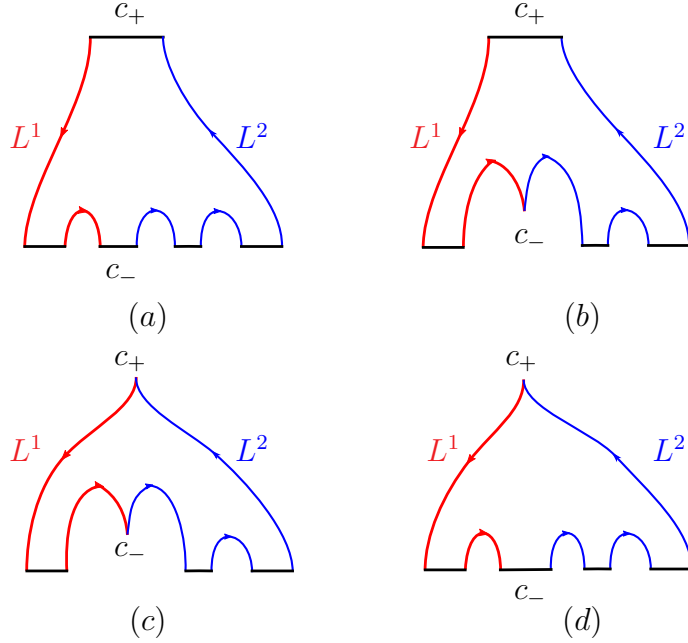 c₊ c₊
L¹ L² L¹ L²
c₋ c₋
(a) (b)
c₊ c₊
L¹ L² L¹ L²
c₋ c₋
(c) (d)